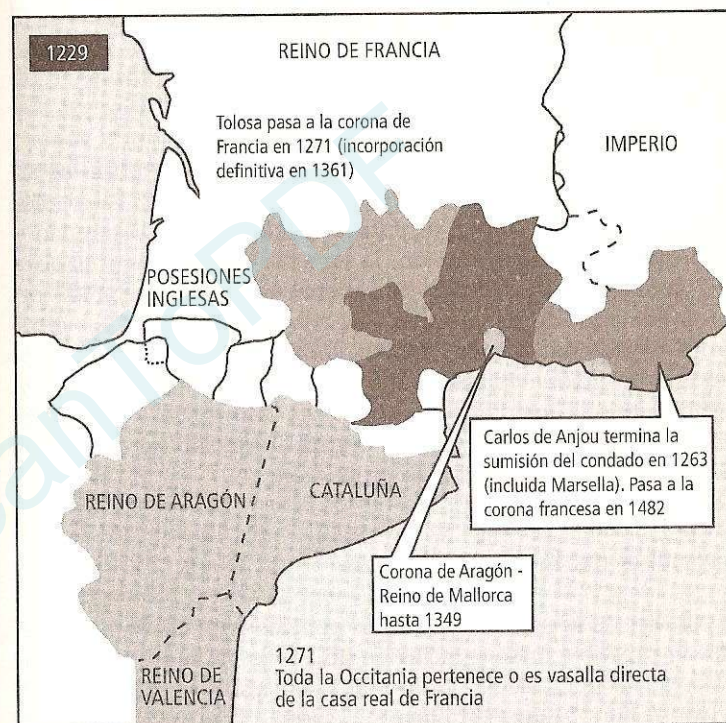 1229
REINO DE FRANCIA
Tolosa pasa a la corona de
Francia en 1271 (incorporación
definitiva en 1361)
IMPERIO
POSESIONES
INGLESAS
Carlos de Anjou termina la
sumisión del condado en 1263
(incluida Marsella). Pasa a la
corona francesa en 1482
REINO DE ARAGÓN
CATALUÑA
Corona de Aragón -
Reino de Mallorca
hasta 1349
REINO DE
VALENCIA
1271
Toda la Occitania pertenece o es vasalla directa
de la casa real de Francia